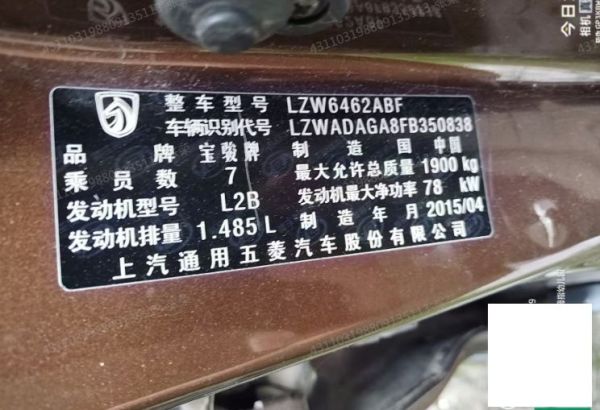 整车型号 LZW6462ABF
车辆识别代号 LZWADAGA8FB350838
品牌 宝骏牌 制造国 中国
乘员数 7 最大允许总质量 1900 kg
发动机型号 L2B 发动机最大净功率 78 kW
发动机排量 1.485 L 制造年月 2015/04
上汽通用五菱汽车股份有限公司
今日
相机